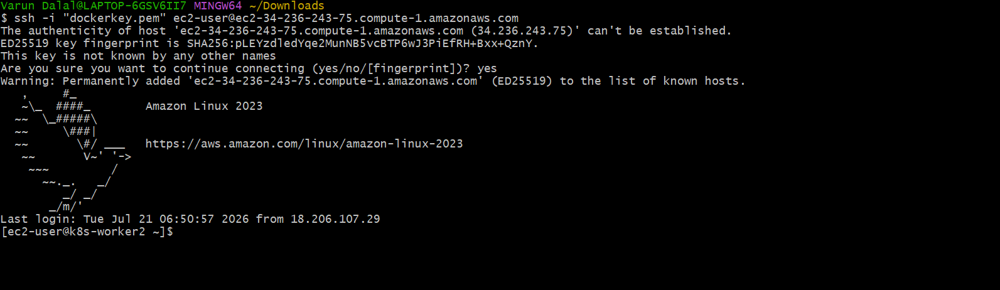 Varun Dalal@LAPTOP-6GSV6II7 MINGW64 ~/Downloads
$ ssh -i "dockerkey.pem" ec2-user@ec2-34-236-243-75.compute-1.amazonaws.com
The authenticity of host 'ec2-34-236-243-75.compute-1.amazonaws.com (34.236.243.75)' can't be established.
ED25519 key fingerprint is SHA256:pLEYzdledYqe2MunNB5vcBTP6wJ3PiEfRH+Bxx+QznY.
This key is not known by any other names
Are you sure you want to continue connecting (yes/no/[fingerprint])? yes
Warning: Permanently added 'ec2-34-236-243-75.compute-1.amazonaws.com' (ED25519) to the list of known hosts.
   ,     #_
   ~\_  ####_        Amazon Linux 2023
  ~~  \_#####\
  ~~     \###|
  ~~       \#/ ___   https://aws.amazon.com/linux/amazon-linux-2023
   ~~       V~' '->
    ~~~         /
      ~~._.   _/
         _/ _/
       _/m/'
Last login: Tue Jul 21 06:50:57 2026 from 18.206.107.29
[ec2-user@k8s-worker2 ~]$